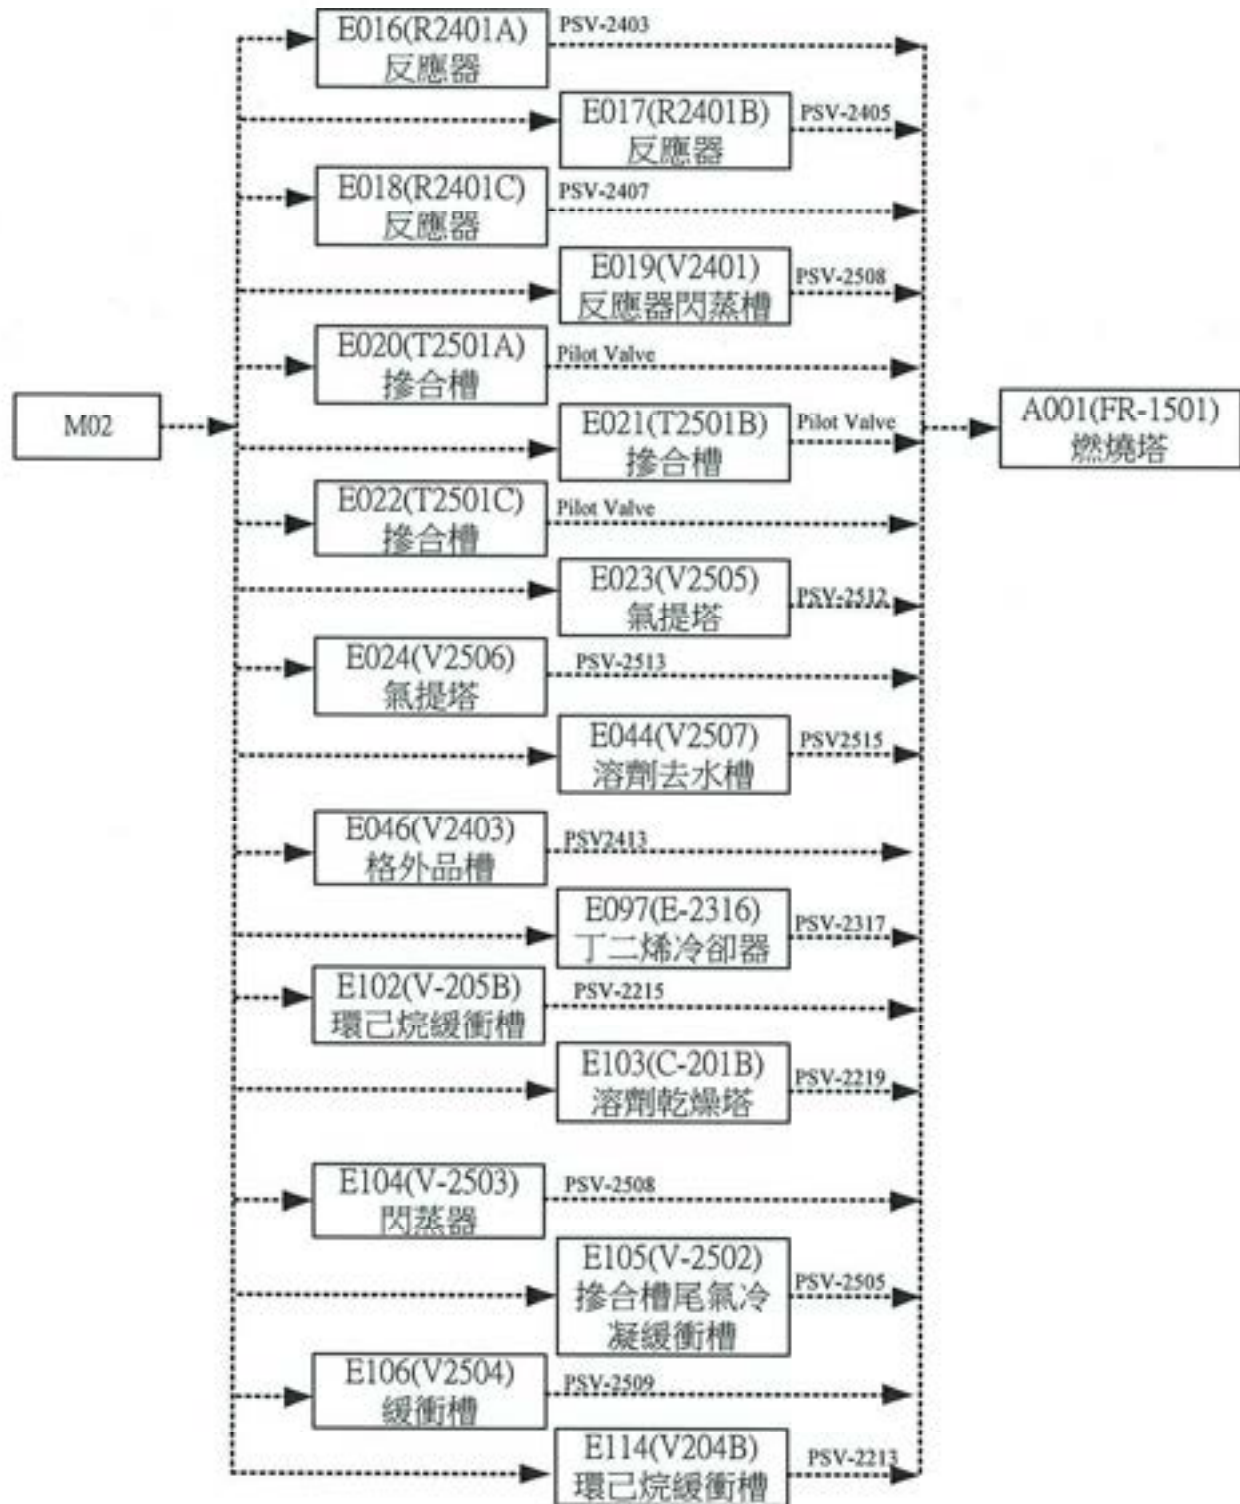 E016(R2401A)
反應器
PSV-2403
E017(R2401B)
反應器
PSV-2405
E018(R2401C)
反應器
PSV-2407
E019(V2401)
反應器閃蒸槽
PSV-2508
E020(T2501A)
摻合槽
Pilot Valve
M02
E021(T2501B)
摻合槽
Pilot Valve
A001(FR-1501)
燃燒塔
E022(T2501C)
摻合槽
Pilot Valve
E023(V2505)
氣提塔
PSV-2512
E024(V2506)
氣提塔
PSV-2513
E044(V2507)
溶劑去水槽
PSV2515
E046(V2403)
格外品槽
PSV2413
E097(E-2316)
丁二烯冷卻器
PSV-2317
E102(V-205B)
環己烷緩衝槽
PSV-2215
E103(C-201B)
溶劑乾燥塔
PSV-2219
E104(V-2503)
閃蒸器
PSV-2508
E105(V-2502)
摻合槽尾氣冷
凝緩衝槽
PSV-2505
E106(V2504)
緩衝槽
PSV-2509
E114(V204B)
環己烷緩衝槽
PSV-2213